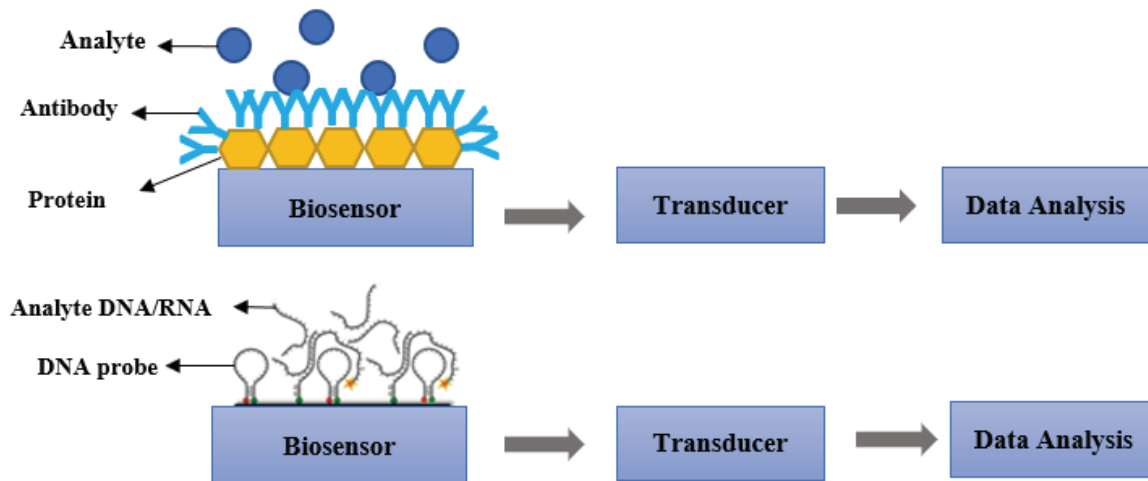 Analyte
Antibody
Protein
Biosensor
Transducer
Data Analysis
Analyte DNA/RNA
DNA probe
Biosensor
Transducer
Data Analysis